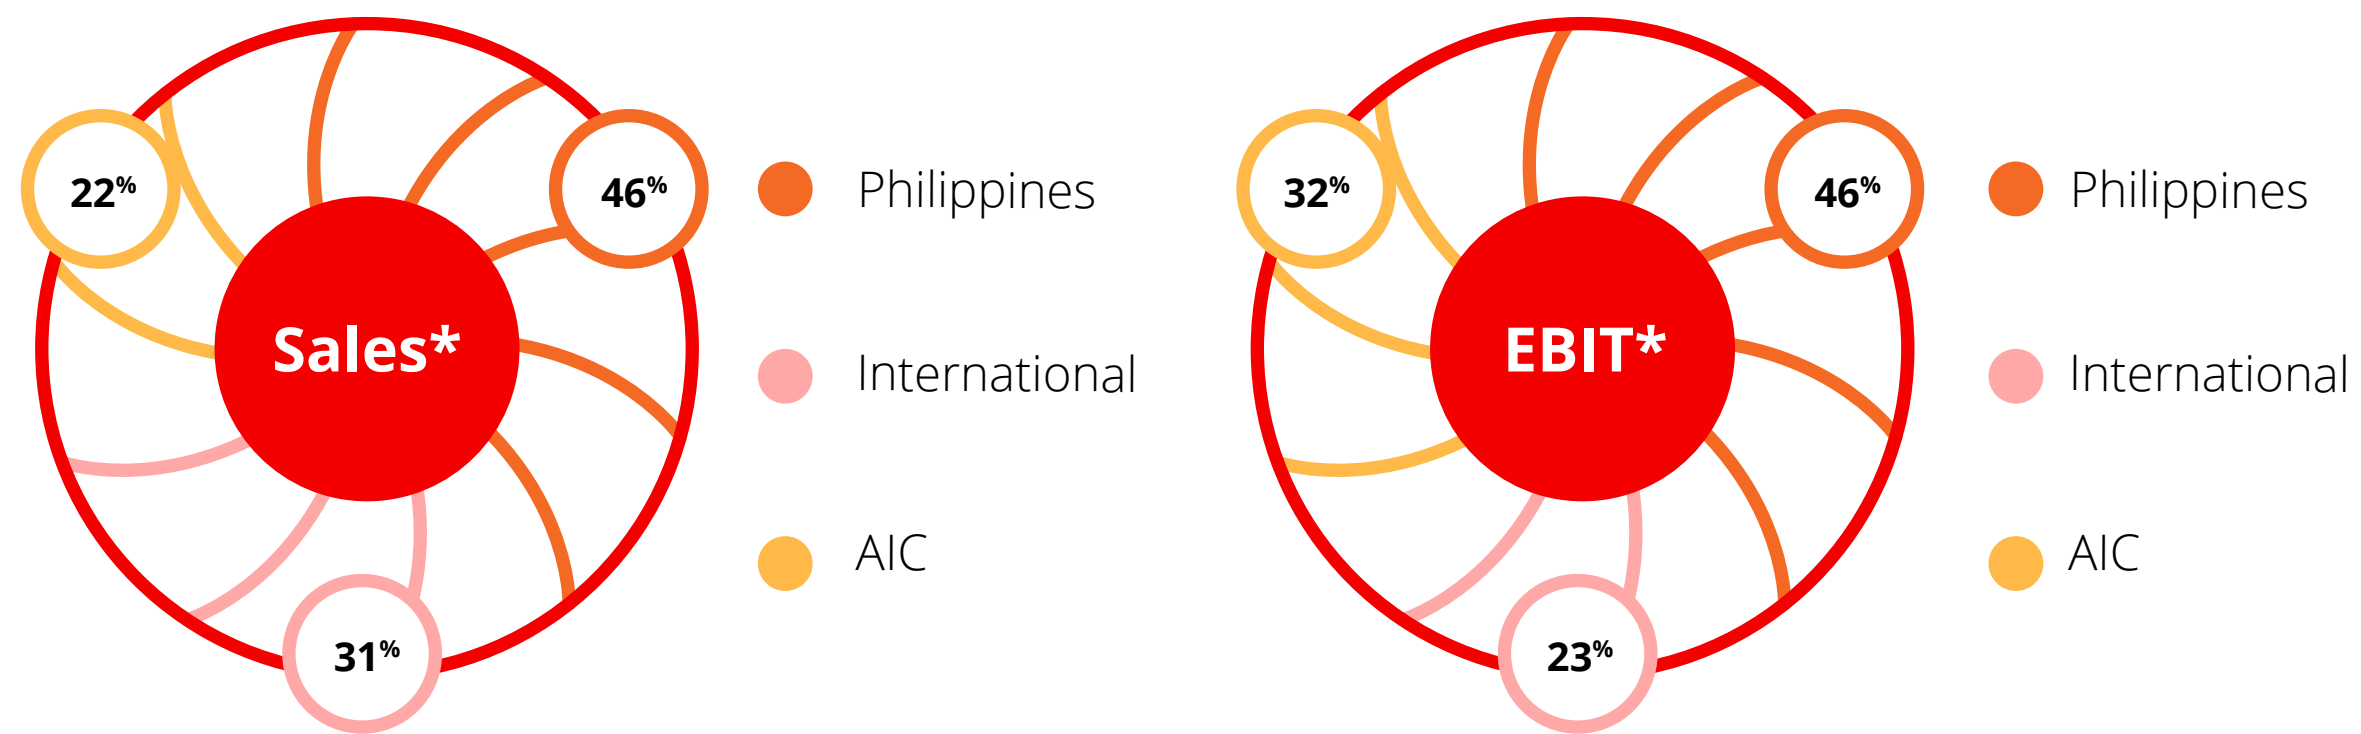 22%
46%
Sales*
31%
Philippines
International
AIC
32%
46%
EBIT*
23%
Philippines
International
AIC